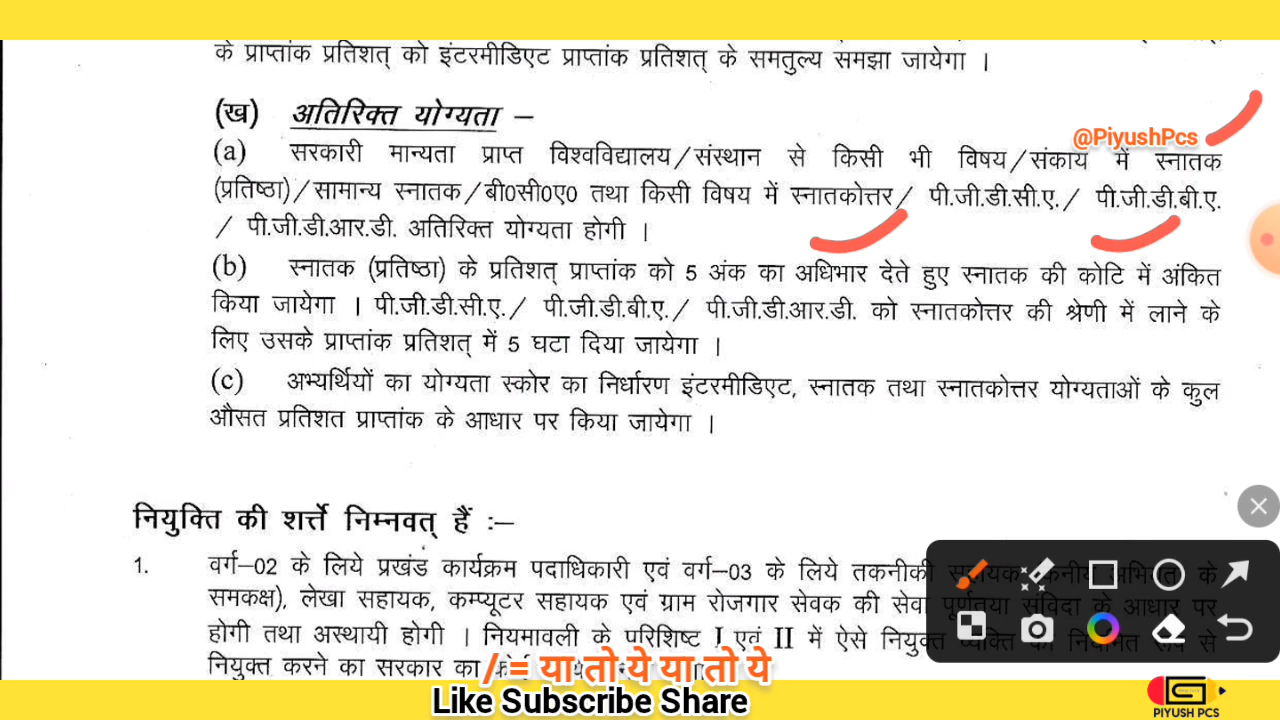 के प्राप्तांक प्रतिशत् को इंटरमीडिएट प्राप्तांक प्रतिशत् के समतुल्य समझा जायेगा ।
(ख) अतिरिक्त योग्यता –
@PiyushPcs
(a) सरकारी मान्यता प्राप्त विश्वविद्यालय/संस्थान से किसी भी विषय/संकाय में स्नातक
(प्रतिष्ठा)/सामान्य स्नातक/बी0सी0ए0 तथा किसी विषय में स्नातकोत्तर/ पी.जी.डी.सी.ए./ पी.जी.डी.बी.ए.
/ पी.जी.डी.आर.डी. अतिरिक्त योग्यता होगी ।
(b) स्नातक (प्रतिष्ठा) के प्रतिशत् प्राप्तांक को 5 अंक का अधिभार देते हुए स्नातक की कोटि में अंकित
किया जायेगा । पी.जी.डी.सी.ए./ पी.जी.डी.बी.ए./ पी.जी.डी.आर.डी. को स्नातकोत्तर की श्रेणी में लाने के
लिए उसके प्राप्तांक प्रतिशत् में 5 घटा दिया जायेगा ।
(c) अभ्यर्थियों का योग्यता स्कोर का निर्धारण इंटरमीडिएट, स्नातक तथा स्नातकोत्तर योग्यताओं के कुल
औसत प्रतिशत प्राप्तांक के आधार पर किया जायेगा ।
नियुक्ति की शर्त्ते निम्नवत् हैं :–
1. वर्ग–02 के लिये प्रखंड कार्यक्रम पदाधिकारी एवं वर्ग–03 के लिये तकनीकी
समकक्ष), लेखा सहायक, कम्प्यूटर सहायक एवं ग्राम रोजगार सेवक की सेवा पूर्णतया संविदा के आधार पर
होगी तथा अस्थायी होगी । नियमावली के परिशिष्ट I एवं II में ऐसे नियुक्त
नियुक्त करने का सरकार का
/ = या तो ये या तो ये
Like Subscribe Share
PIYUSH PCS